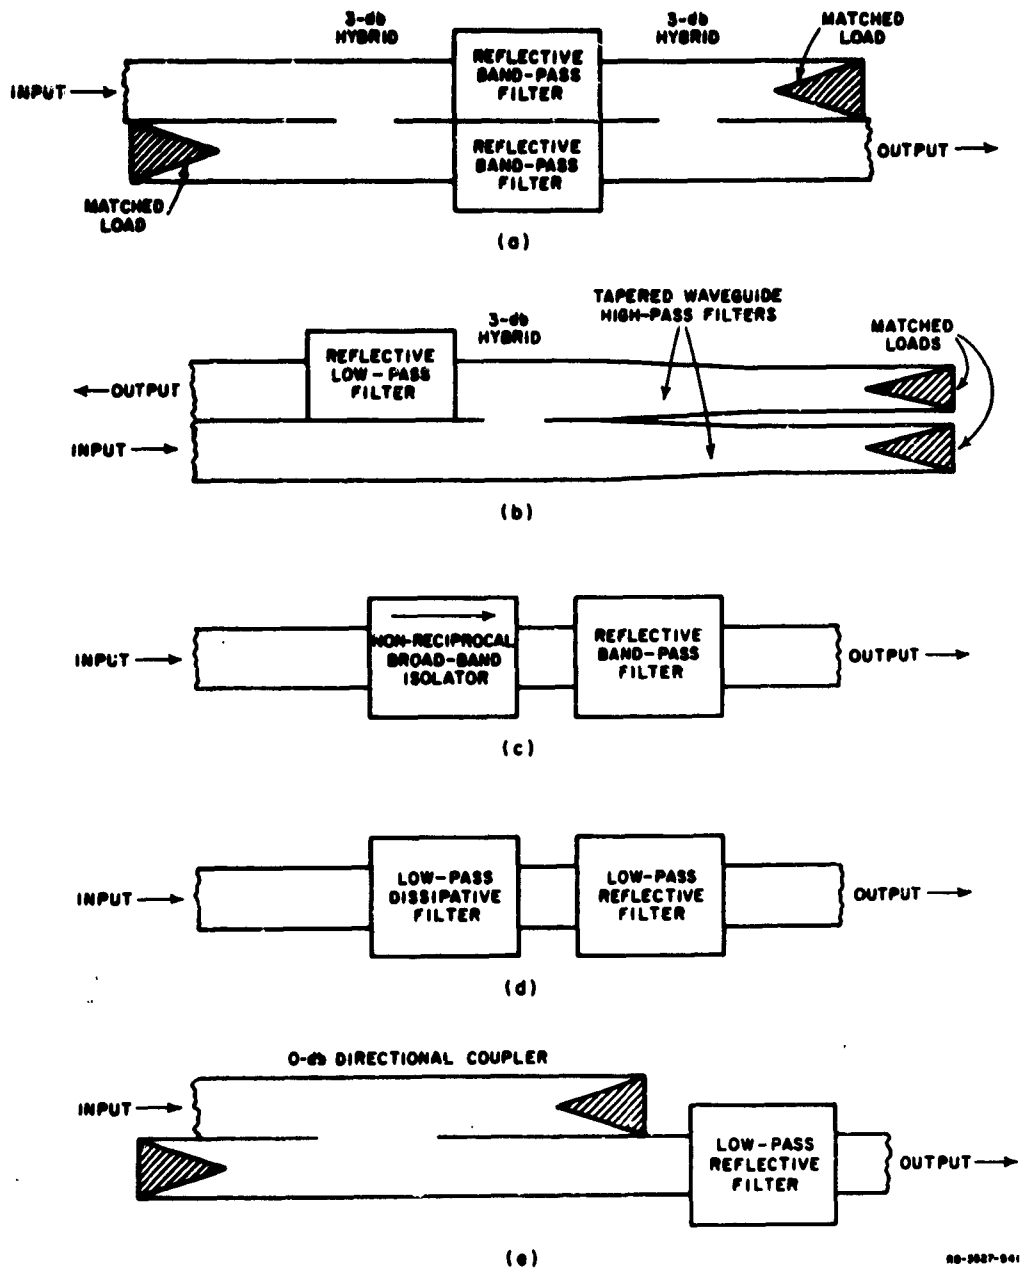 3-db
HYBRID
3-db
HYBRID
MATCHED
LOAD
REFLECTIVE
BAND-PASS
FILTER
INPUT
REFLECTIVE
BAND-PASS
FILTER
OUTPUT
MATCHED
LOAD
(a)
TAPERED WAVEGUIDE
HIGH-PASS FILTERS
3-db
HYBRID
MATCHED
LOADS
REFLECTIVE
LOW-PASS
FILTER
OUTPUT
INPUT
(b)
NON-RECIPROCAL
BROAD-BAND
ISOLATOR
REFLECTIVE
BAND-PASS
FILTER
INPUT
OUTPUT
(c)
LOW-PASS
DISSIPATIVE
FILTER
LOW-PASS
REFLECTIVE
FILTER
INPUT
OUTPUT
(d)
0-db DIRECTIONAL COUPLER
INPUT
LOW-PASS
REFLECTIVE
FILTER
OUTPUT
(e)